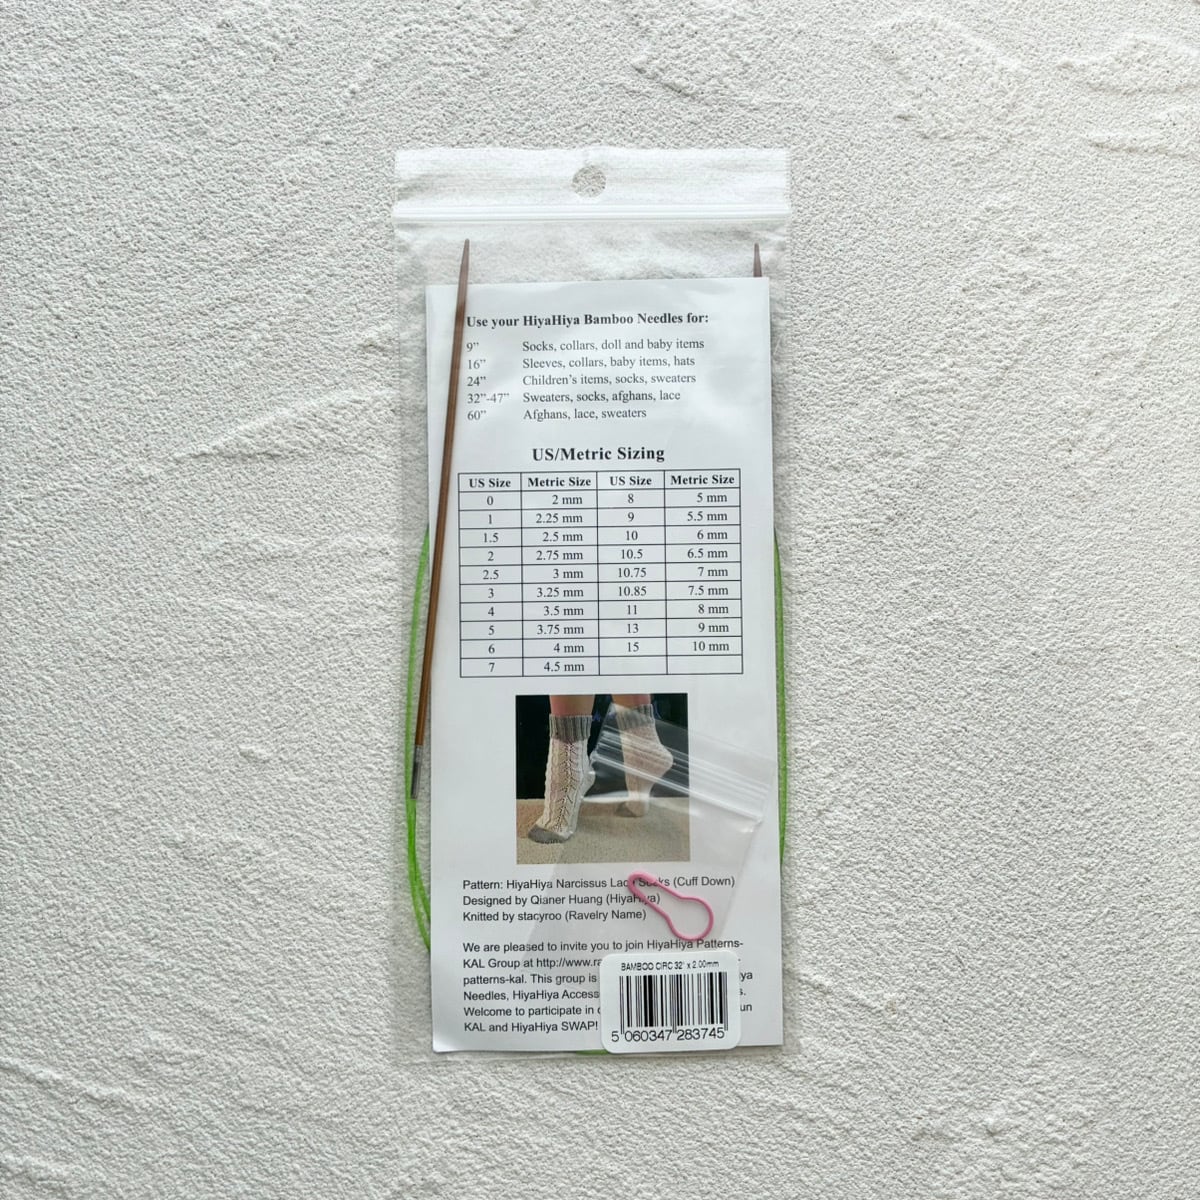 Use your HiyaHiya Bamboo Needles for:
9" Socks, collars, doll and baby items
16" Sleeves, collars, baby items, hats
24" Children's items, socks, sweaters
32"-47" Sweaters, socks, afghans, lace
60" Afghans, lace, sweaters
US/Metric Sizing
US Size Metric Size US Size Metric Size
0 2 mm 8 5 mm
1 2.25 mm 9 5.5 mm
1.5 2.5 mm 10 6 mm
2 2.75 mm 10.5 6.5 mm
2.5 3 mm 10.75 7 mm
3 3.25 mm 10.85 7.5 mm
4 3.5 mm 11 8 mm
5 3.75 mm 13 9 mm
6 4 mm 15 10 mm
7 4.5 mm
Pattern: HiyaHiya Narcissus Lace Socks (Cuff Down)
Designed by Qianer Huang (HiyaHiya)
Knitted by stacyroo (Ravelry Name)
We are pleased to invite you to join HiyaHiya Patterns-
KAL Group at http://www.ra
patterns-kal. This group is ya
Needles, HiyaHiya Access s.
Welcome to participate in un
KAL and HiyaHiya SWAP!
BAMBOO CIRC 32" x 2.00mm
5 060347 283745